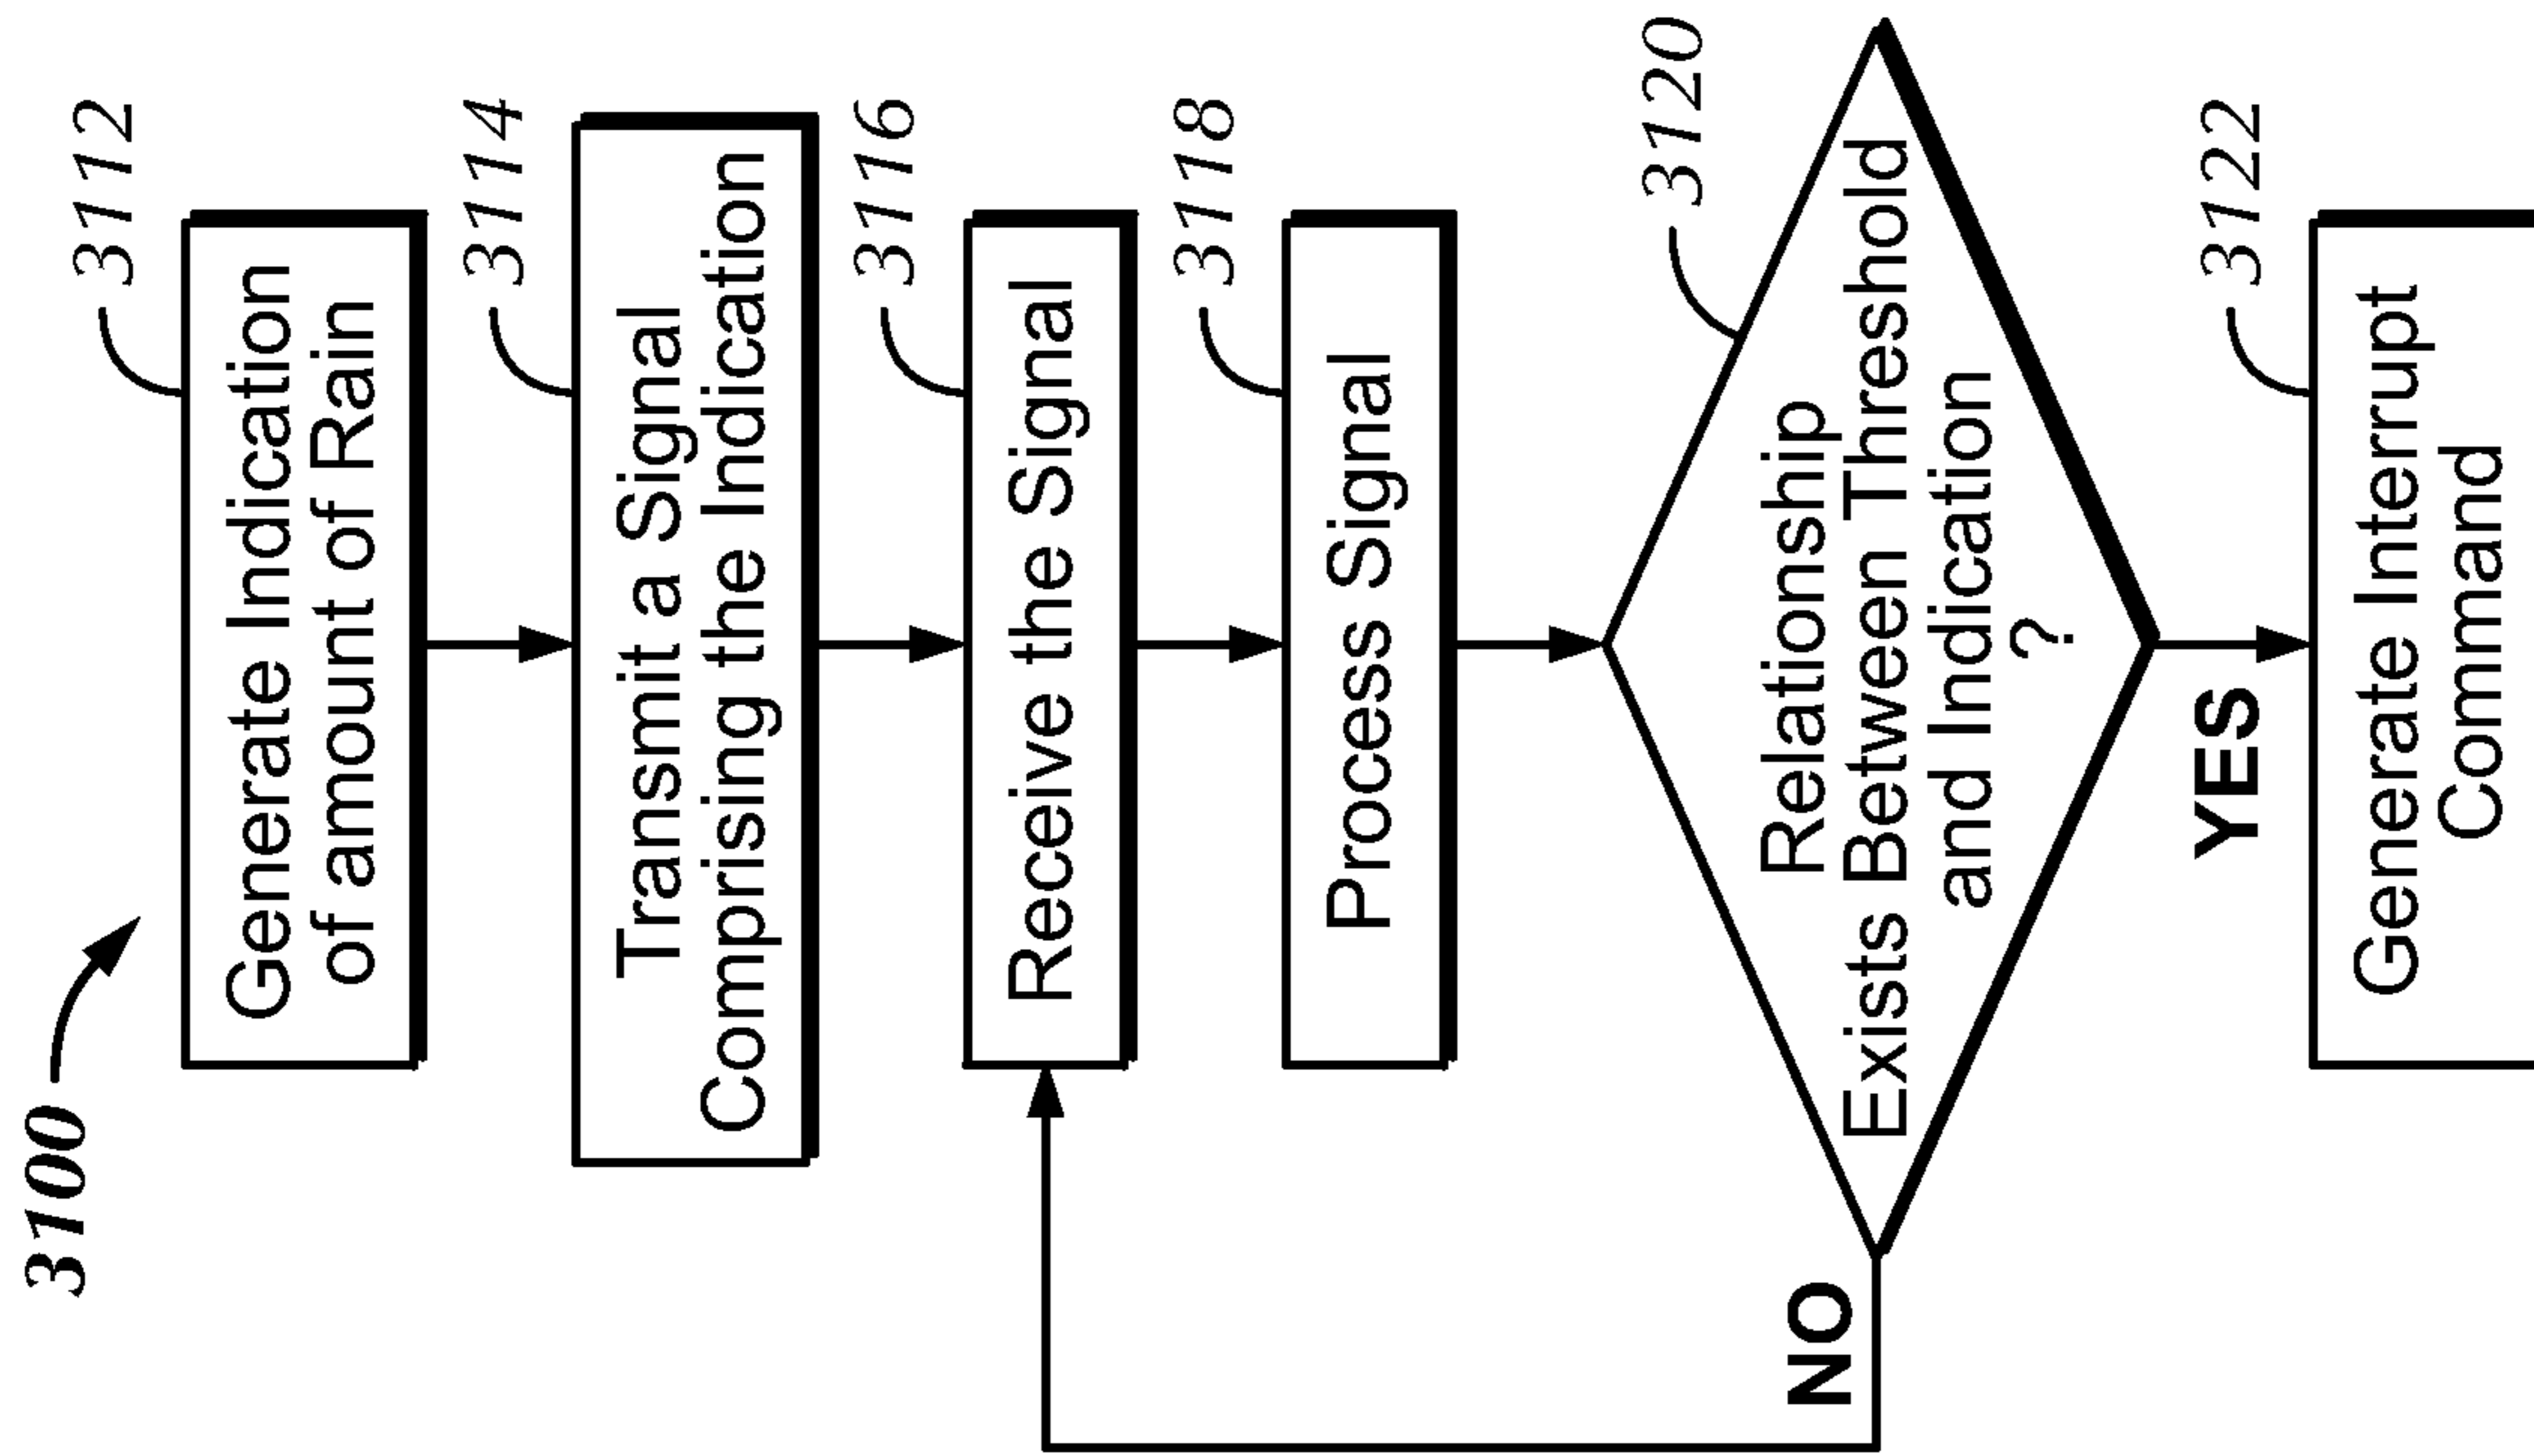 3100
3112
Generate Indication
of amount of Rain
3114
Transmit a Signal
Comprising the Indication
3116
Receive the Signal
3118
Process Signal
3120
Relationship
Exists Between Threshold
and Indication
?
NO
YES
3122
Generate Interrupt
Command